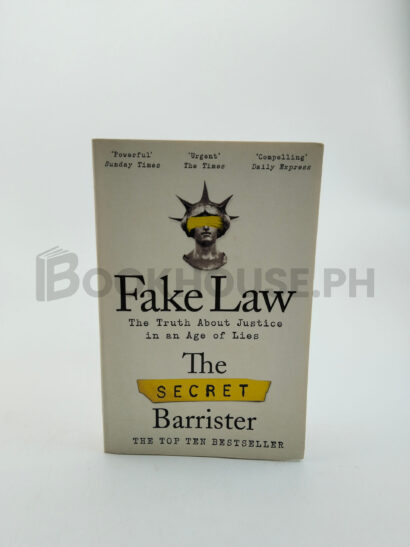 'Powerful' 'Urgent' 'Compelling'
Sunday Times The Times Daily Express
BOOKHOUSE.PH
Fake Law
The Truth About Justice
in an Age of Lies
The
SECRET
Barrister
THE TOP TEN BESTSELLER